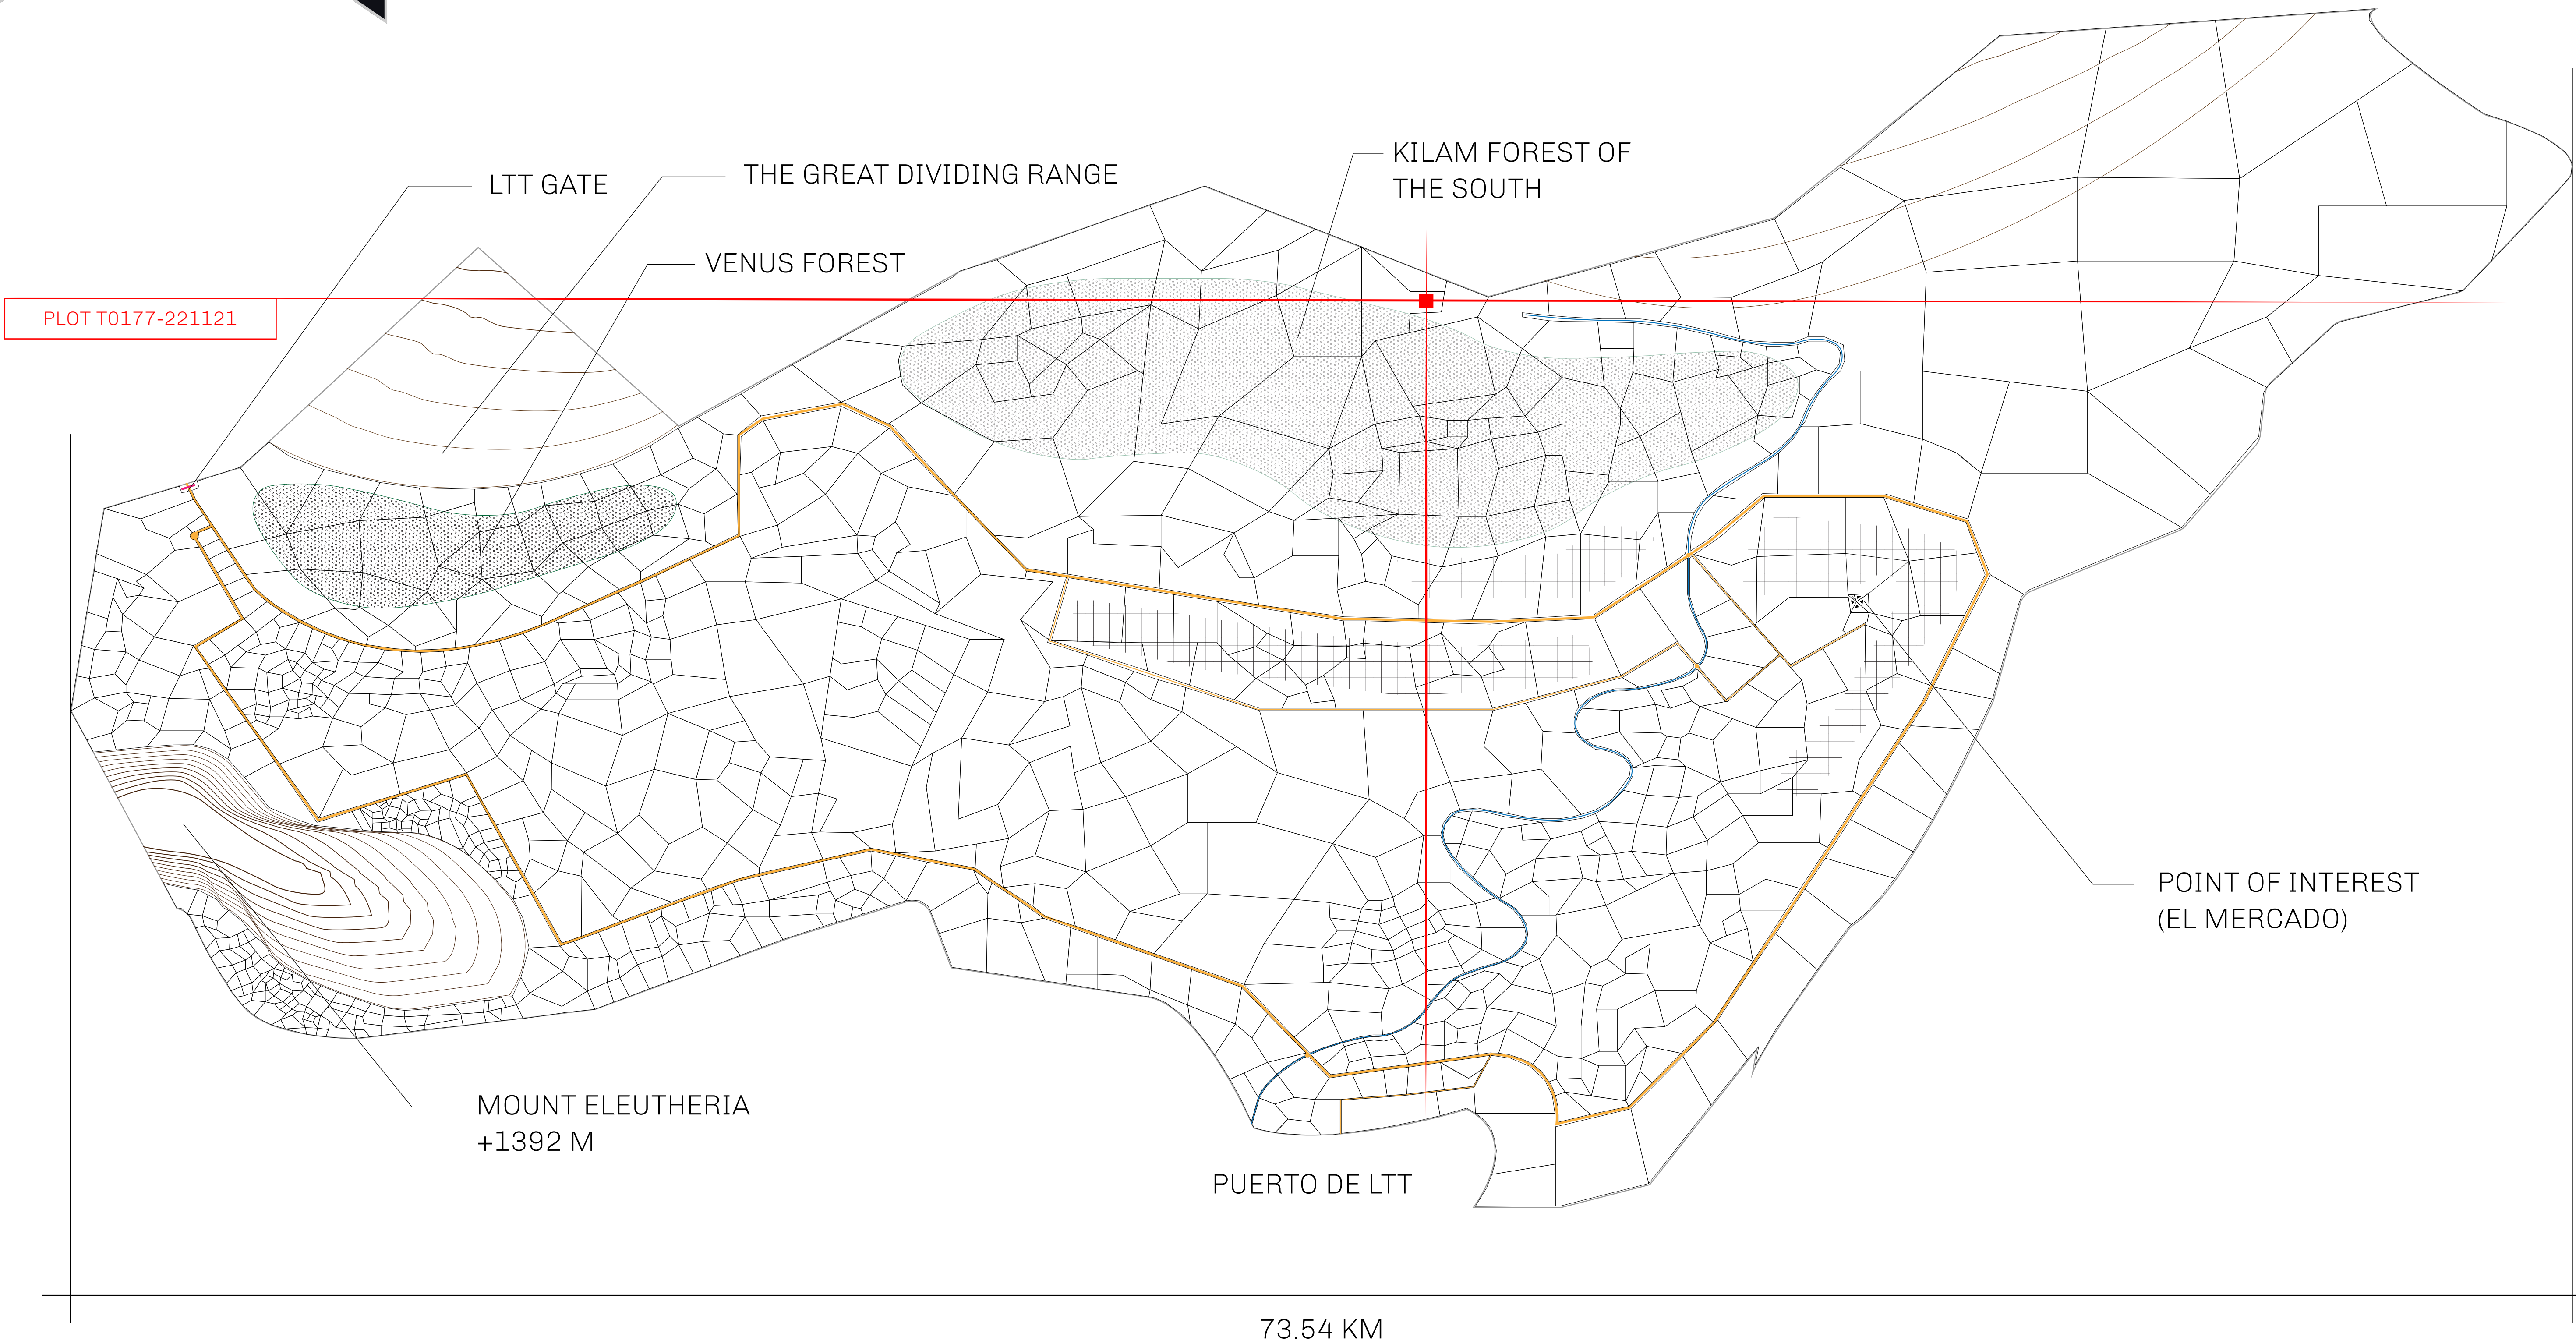 KILAM FOREST OF
THE SOUTH
THE GREAT DIVIDING RANGE
LTT GATE
VENUS FOREST
PLOT T0177-221121
POINT OF INTEREST
(EL MERCADO)
MOUNT ELEUTHERIA
+1392 M
PUERTO DE LTT
73.54 KM